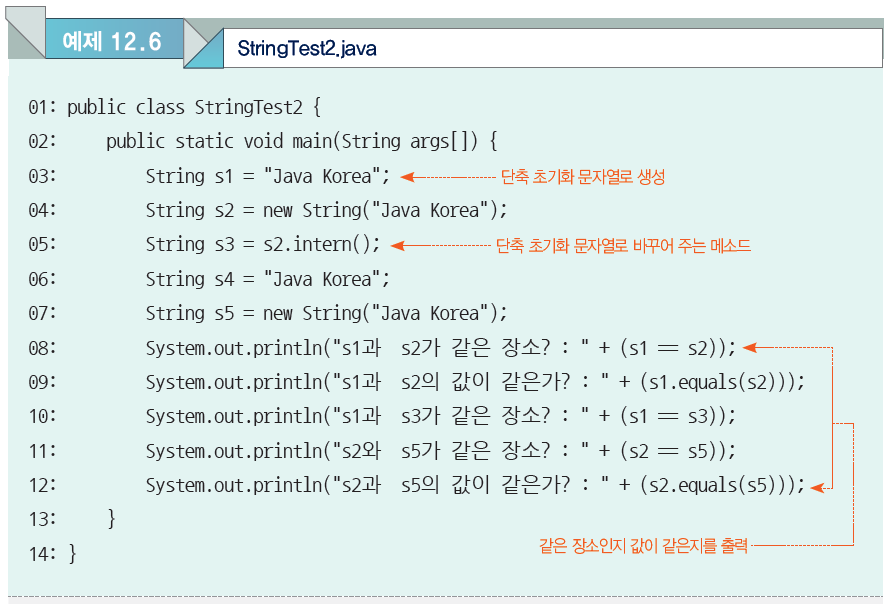 예제 12.6
StringTest2.java
01: public class StringTest2 {
02: public static void main(String args[]) {
03: String s1 = "Java Korea"; 단축 초기화 문자열로 생성
04: String s2 = new String("Java Korea");
05: String s3 = s2.intern(); 단축 초기화 문자열로 바꾸어 주는 메소드
06: String s4 = "Java Korea";
07: String s5 = new String("Java Korea");
08: System.out.println("s1과 s2가 같은 장소? : " + (s1 == s2));
09: System.out.println("s1과 s2의 값이 같은가? : " + (s1.equals(s2)));
10: System.out.println("s1과 s3가 같은 장소? : " + (s1 == s3));
11: System.out.println("s2와 s5가 같은 장소? : " + (s2 == s5));
12: System.out.println("s2과 s5의 값이 같은가? : " + (s2.equals(s5)));
13: }
같은 장소인지 값이 같은지를 출력
14: }